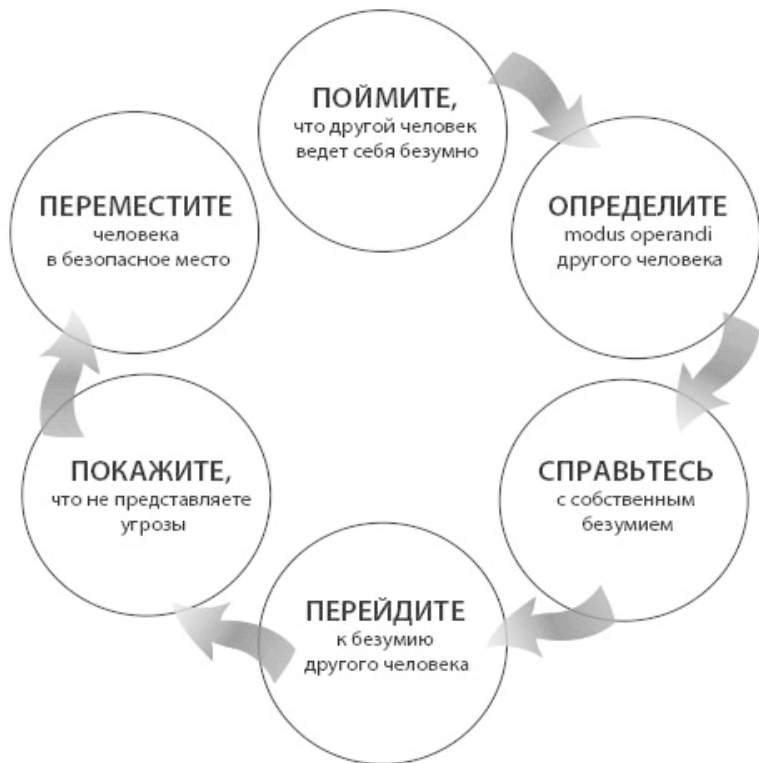 ПОЙМИТЕ,
что другой человек
ведет себя безумно
ОПРЕДЕЛИТЕ
modus operandi
другого человека
СПРАВЬТЕСЬ
с собственным
безумием
ПЕРЕЙДИТЕ
к безумию
другого человека
ПОКАЖИТЕ,
что не представляете
угрозы
ПЕРЕМЕСТИТЕ
человека
в безопасное место